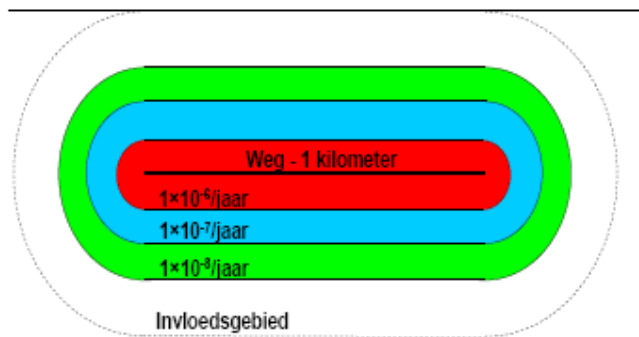 Weg - 1 kilometer
1×10⁻⁶/jaar
1×10⁻⁷/jaar
1×10⁻⁸/jaar
Invloedsgebied